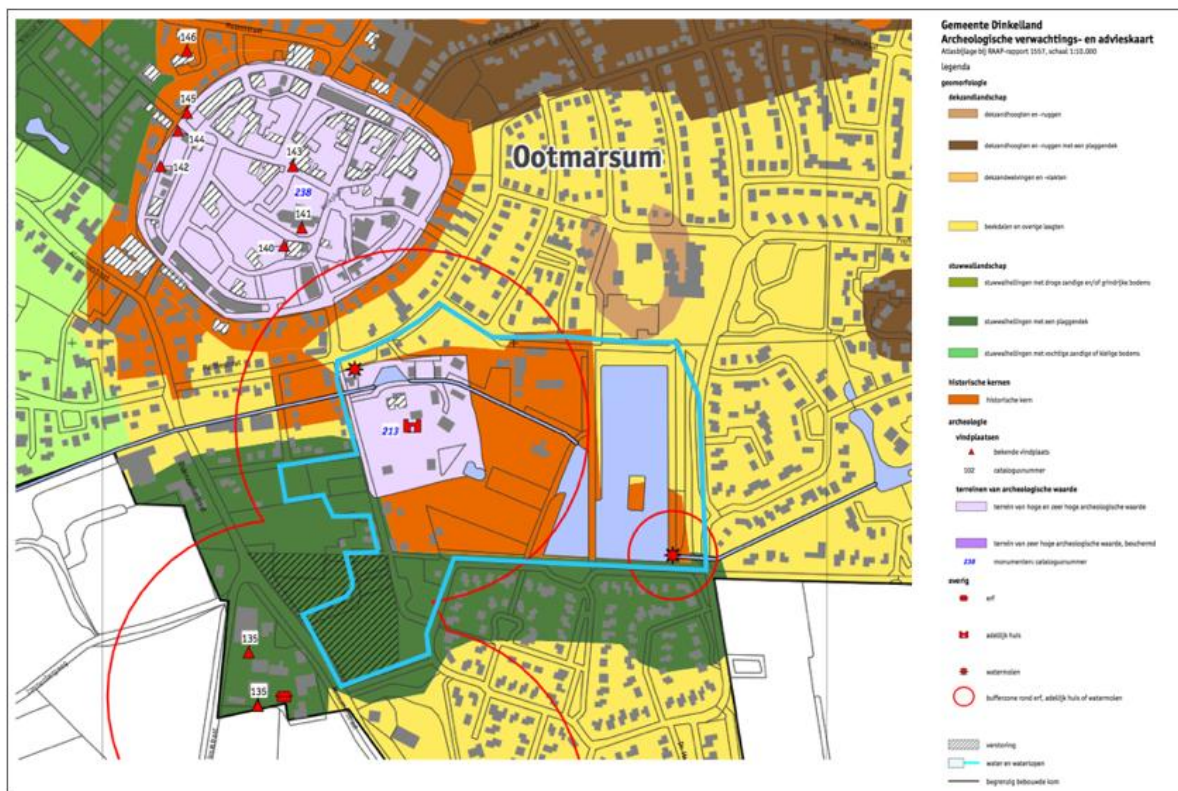 146
145
144
142
143
238
141
140
Ootmarsum
213
135
135
Gemeente Dinkelland
Archeologische verwachtings- en advieskaart
Atlasbijlage bij RAAP-rapport 1557, schaal 1:10.000
legenda
geomorfologie
dekzandlandschap
dekzandhoogten en -ruggen
dekzandhoogten en -ruggen met een plaggendek
dekzandwelvingen en -vlakten
beekdalen en overige laagten
stuwwallandschap
stuwwalhellingen met droge zandige en/of grindrijke bodems
stuwwalhellingen met een plaggendek
stuwwalhellingen met vochtige zandige of kleiige bodems
historische kernen
historische kern
archeologie
vindplaatsen
bekende vindplaats
102 catalogusnummer
terreinen van archeologische waarde
terrein van hoge en zeer hoge archeologische waarde
terrein van zeer hoge archeologische waarde, beschermd
238 monumenten: catalogusnummer
overig
erf
adellijk huis
watermolen
bufferzone rond erf, adellijk huis of watermolen
verstoring
water en waterlopen
begrenzing bebouwde kom